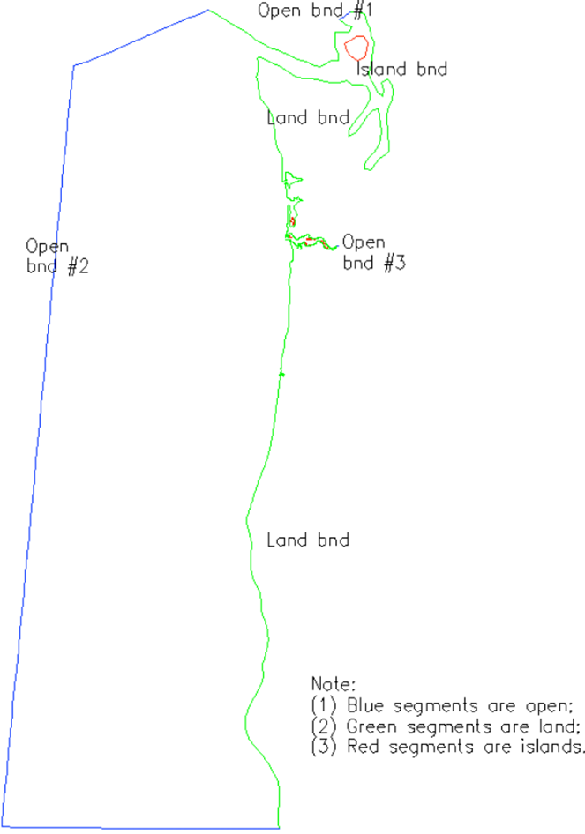 Open bnd #1
Island bnd
Land bnd
Open
bnd #2
Open
bnd #3
Land bnd
Note:
(1) Blue segments are open;
(2) Green segments are land;
(3) Red segments are islands.